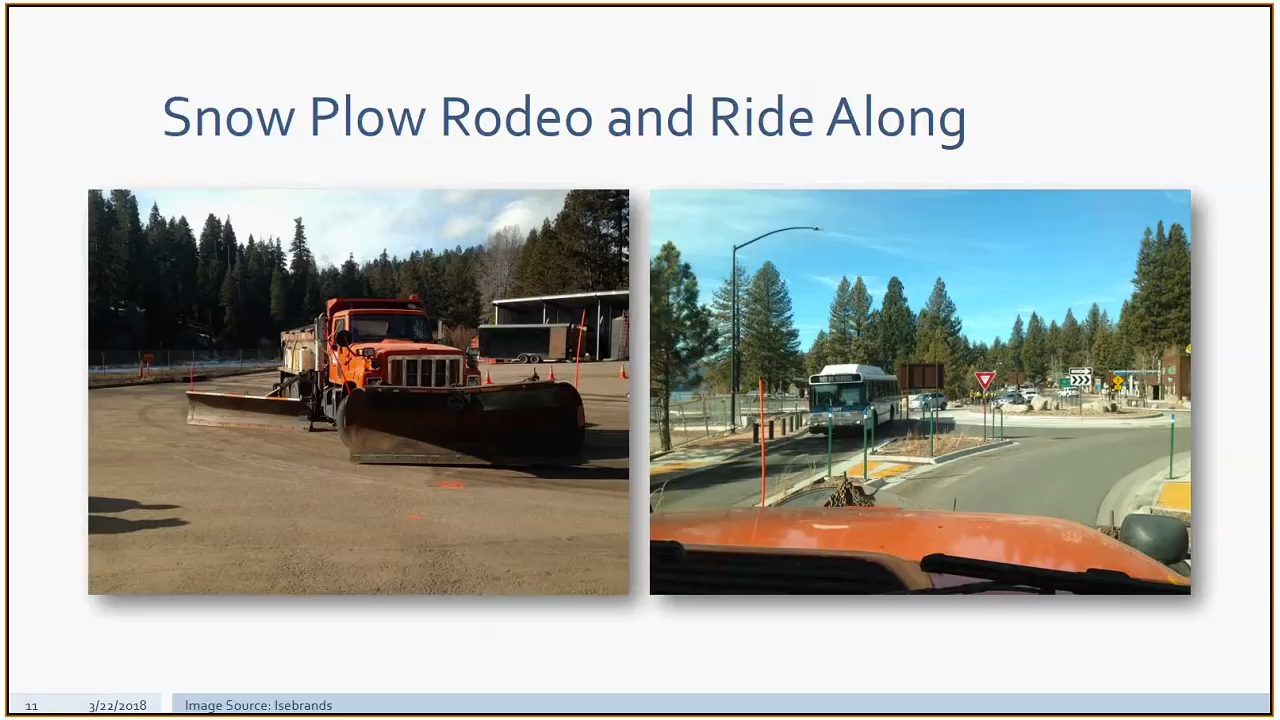 Snow Plow Rodeo and Ride Along
11
3/22/2018
Image Source: Isebrands